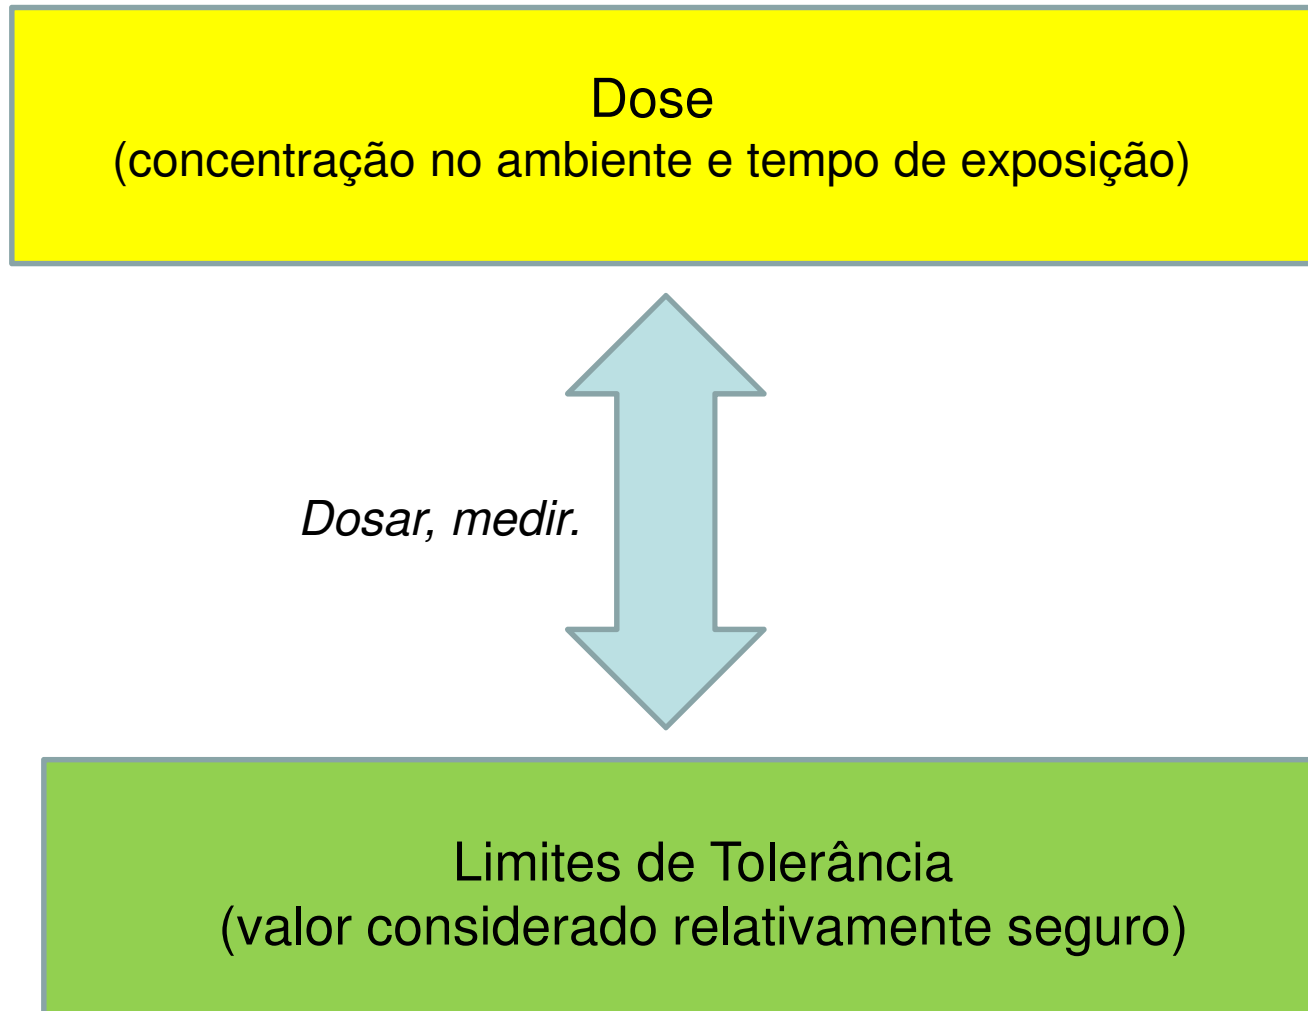 Dose
(concentração no ambiente e tempo de exposição)
Dosar, medir.
Limites de Tolerância
(valor considerado relativamente seguro)